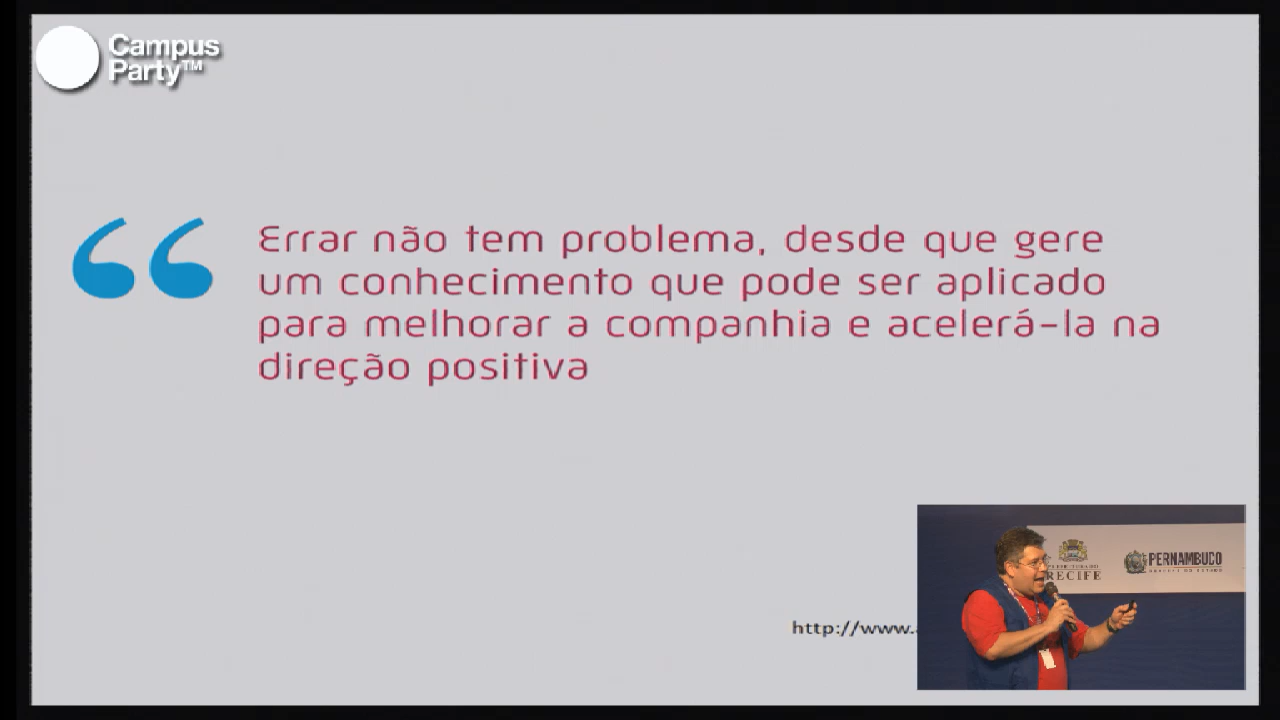 Campus
Party™
Errar não tem problema, desde que gere
um conhecimento que pode ser aplicado
para melhorar a companhia e acelerá-la na
direção positiva
http://www.
RECIFE
PERNAMBUCO